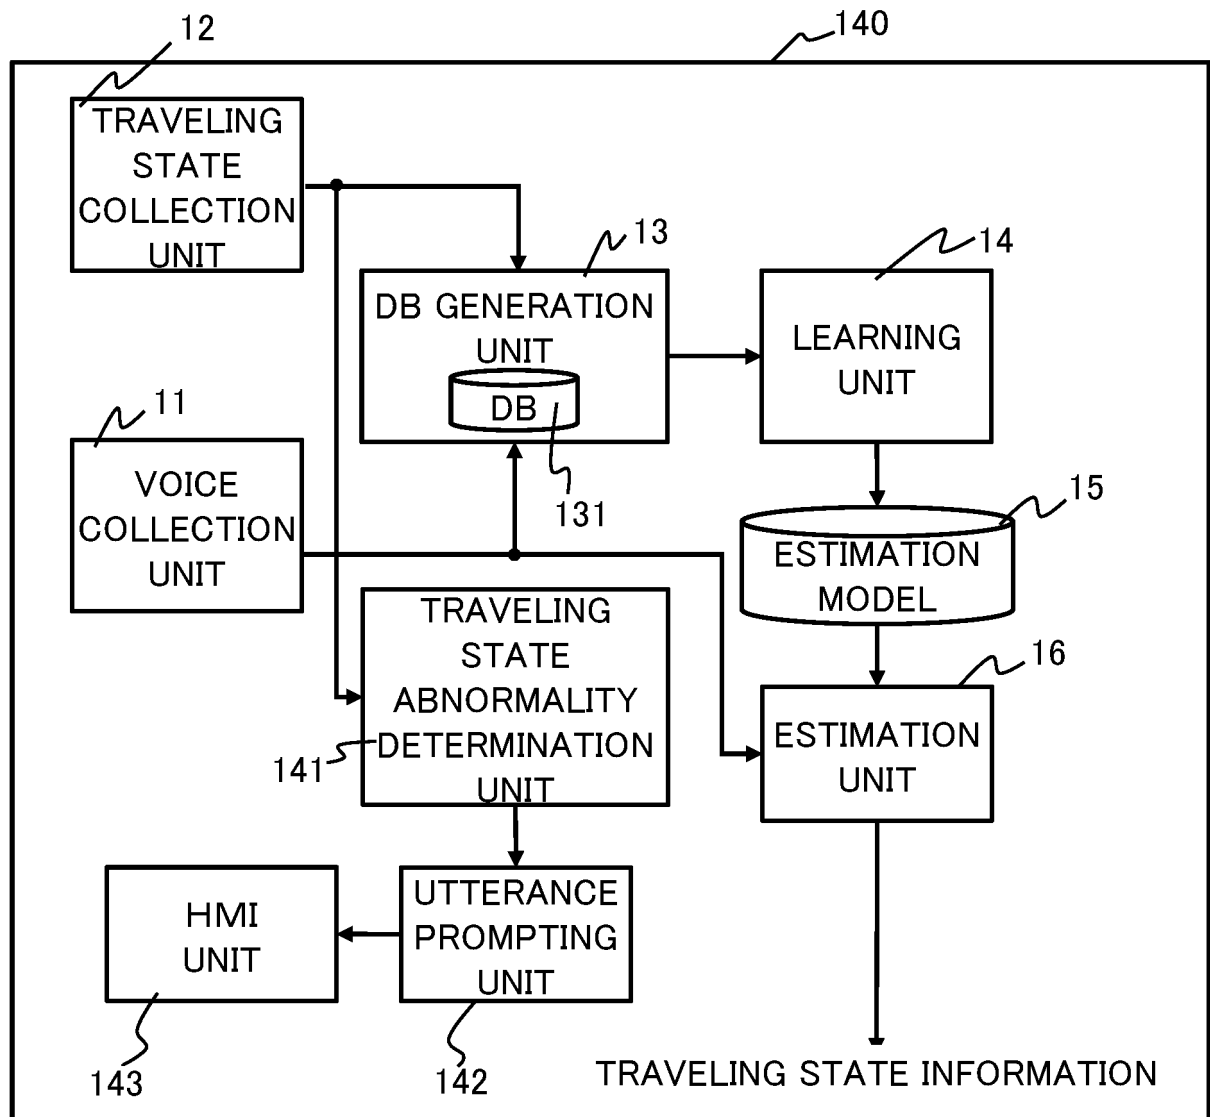 140
12
TRAVELING
STATE
COLLECTION
UNIT
13
DB GENERATION
UNIT
DB
131
14
LEARNING
UNIT
11
VOICE
COLLECTION
UNIT
15
ESTIMATION
MODEL
TRAVELING
STATE
ABNORMALITY
DETERMINATION
UNIT
141
16
ESTIMATION
UNIT
HMI
UNIT
143
UTTERANCE
PROMPTING
UNIT
142
TRAVELING STATE INFORMATION